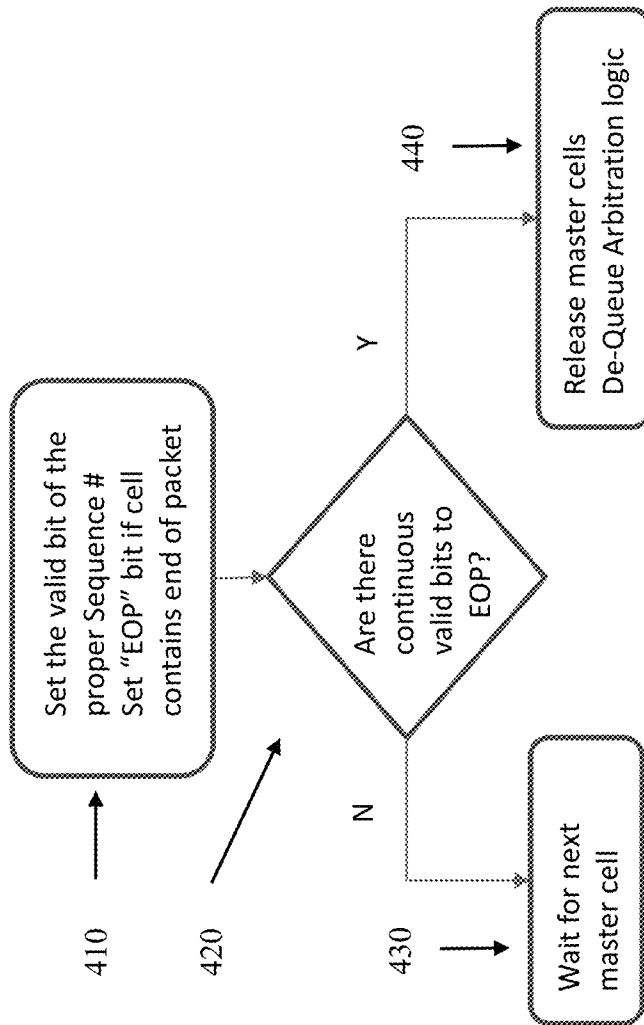 410
Set the valid bit of the
proper Sequence #
Set “EOP” bit if cell
contains end of packet
420
Are there
continuous
valid bits to
EOP?
N
Y
430
Wait for next
master cell
440
Release master cells
De-Queue Arbitration logic